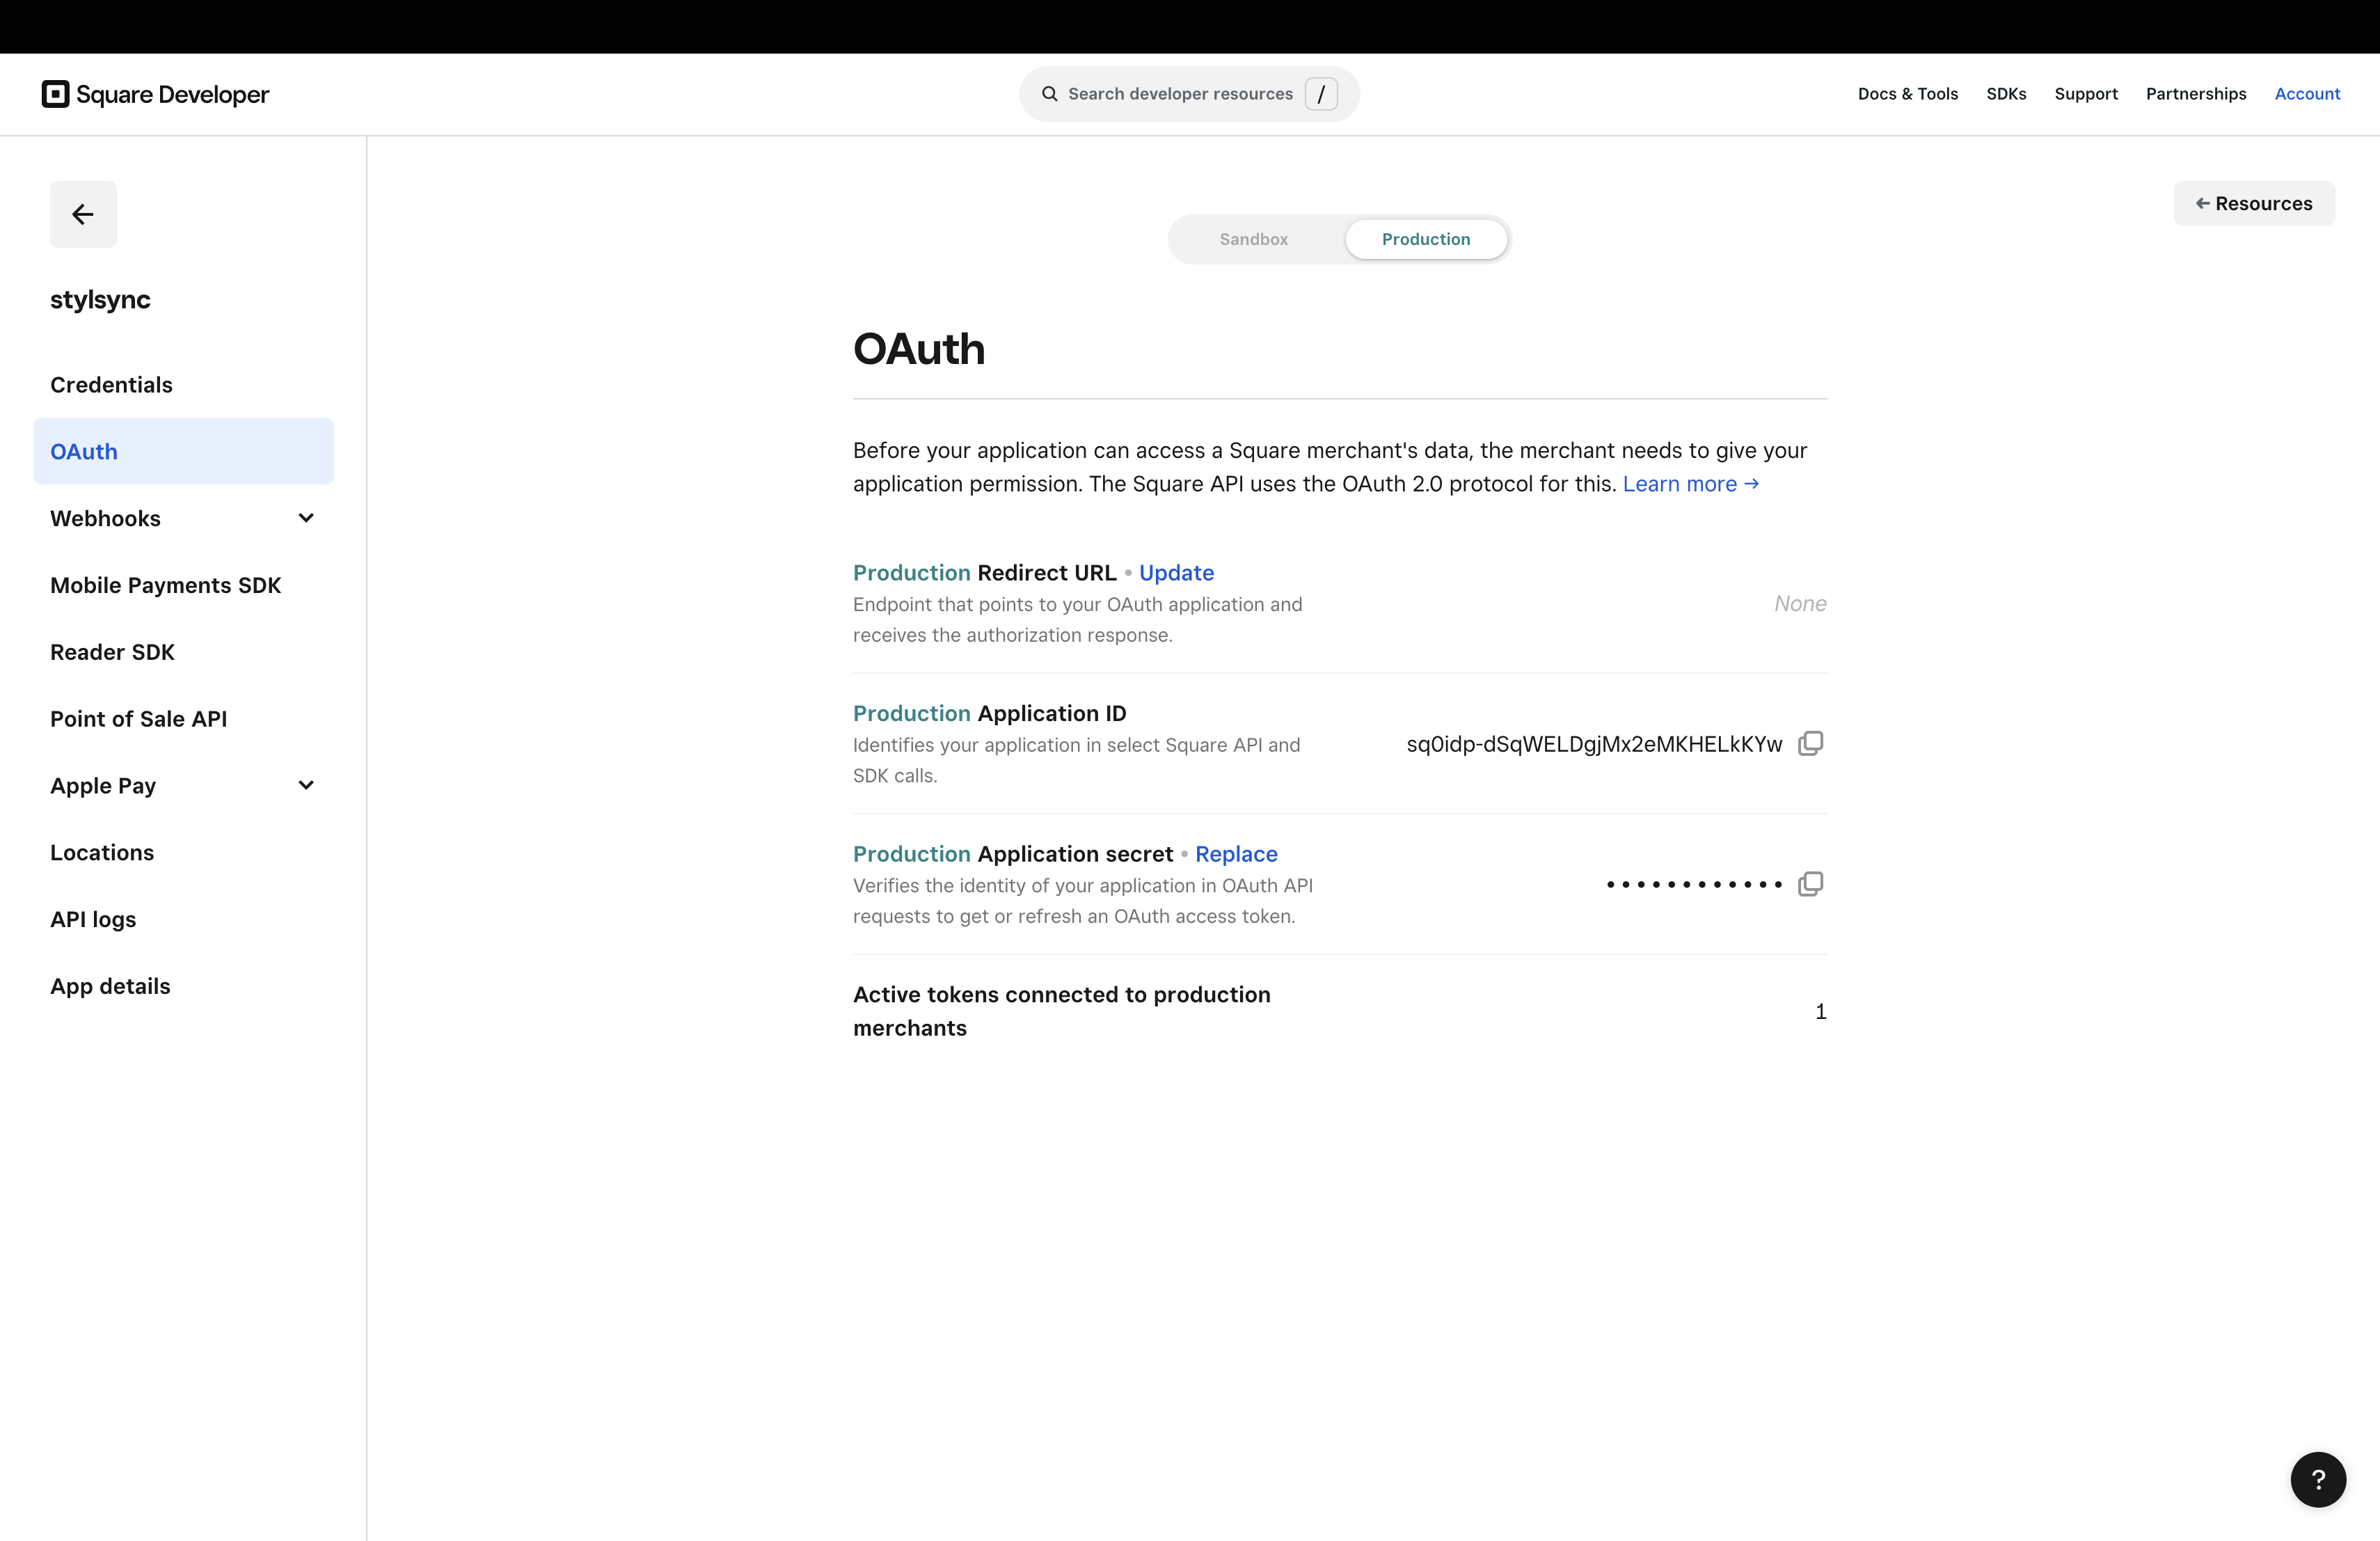 Square Developer
Search developer resources /
Docs & Tools
SDKs
Support
Partnerships
Account
← Resources
stylsync
Credentials
OAuth
Webhooks
Mobile Payments SDK
Reader SDK
Point of Sale API
Apple Pay
Locations
API logs
App details
Sandbox
Production
OAuth
Before your application can access a Square merchant's data, the merchant needs to give your
application permission. The Square API uses the OAuth 2.0 protocol for this. Learn more →
Production Redirect URL • Update
Endpoint that points to your OAuth application and
receives the authorization response.
None
Production Application ID
Identifies your application in select Square API and
SDK calls.
sq0idp-dSqWELDgjMx2eMKHELkKYw
Production Application secret • Replace
Verifies the identity of your application in OAuth API
requests to get or refresh an OAuth access token.
••••••••••••
Active tokens connected to production
merchants
1
?